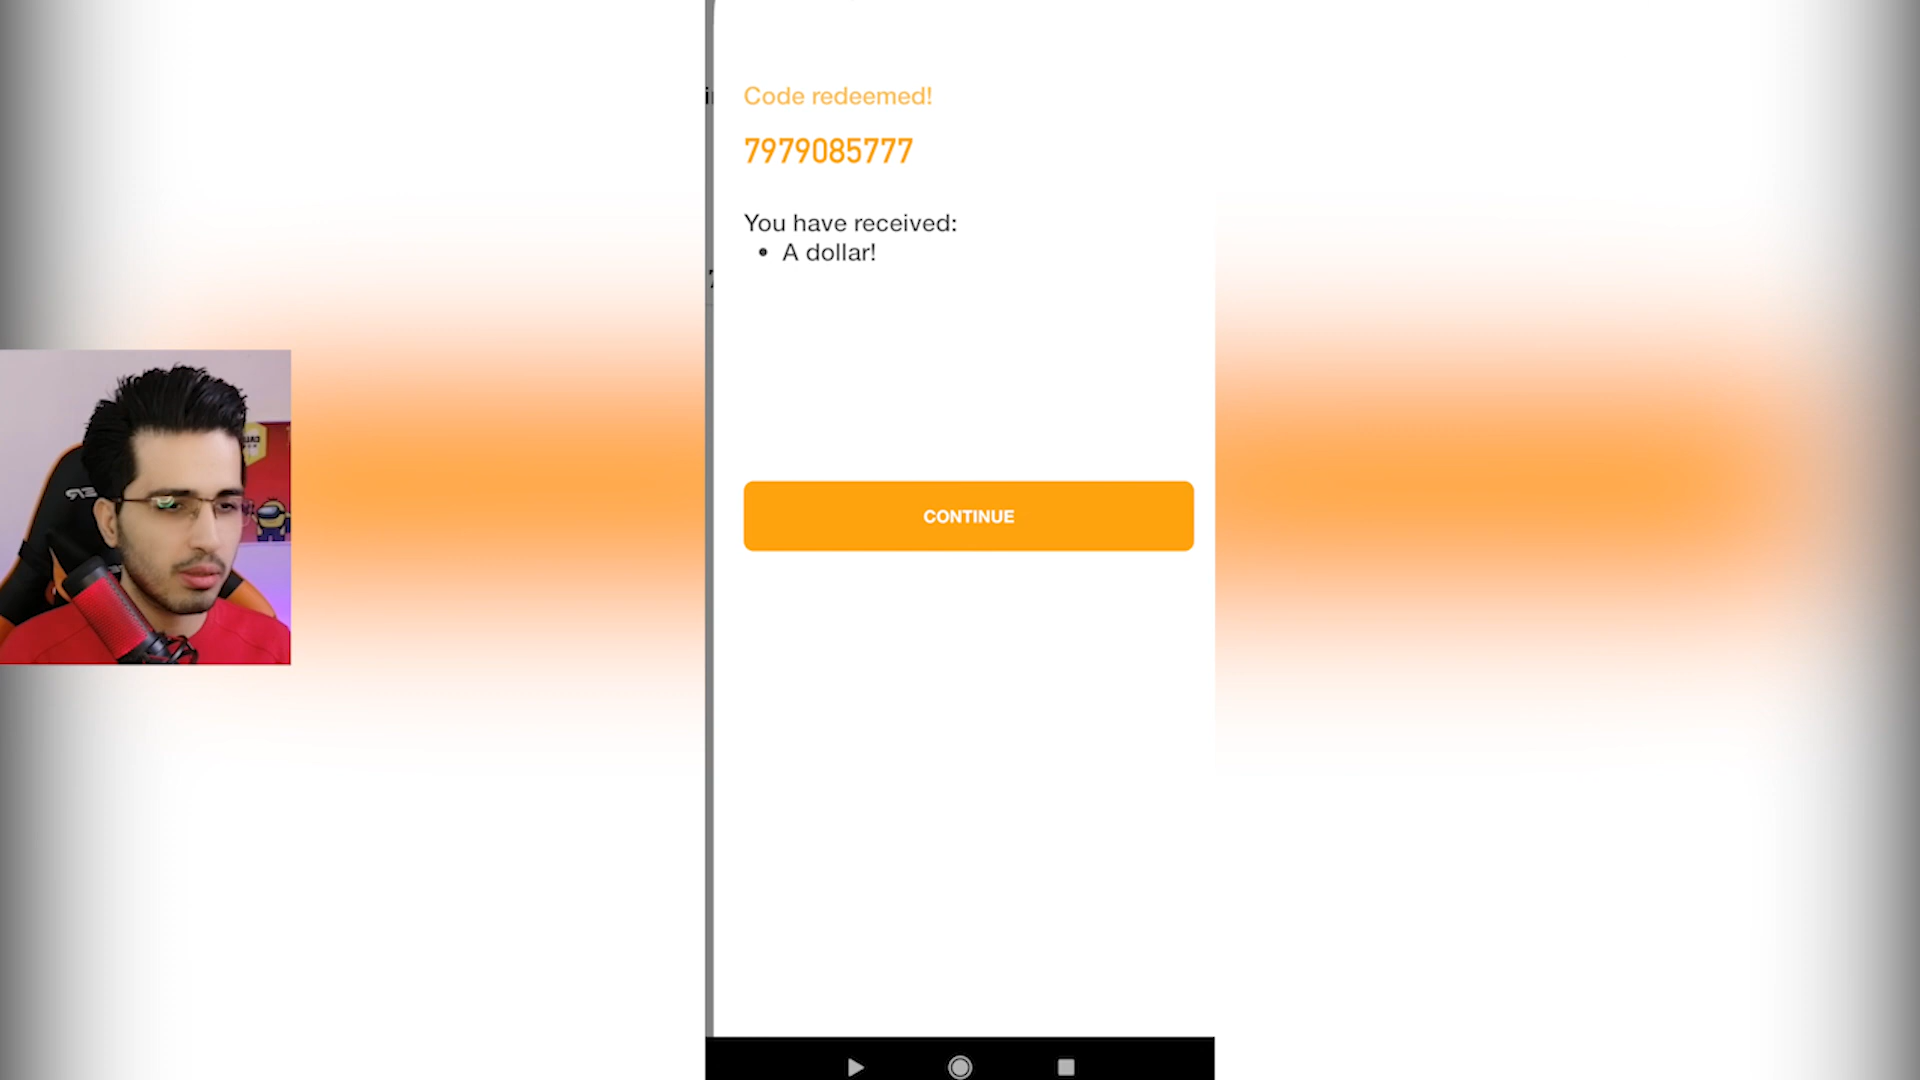 Code redeemed!
7979085777
You have received:
• A dollar!
CONTINUE